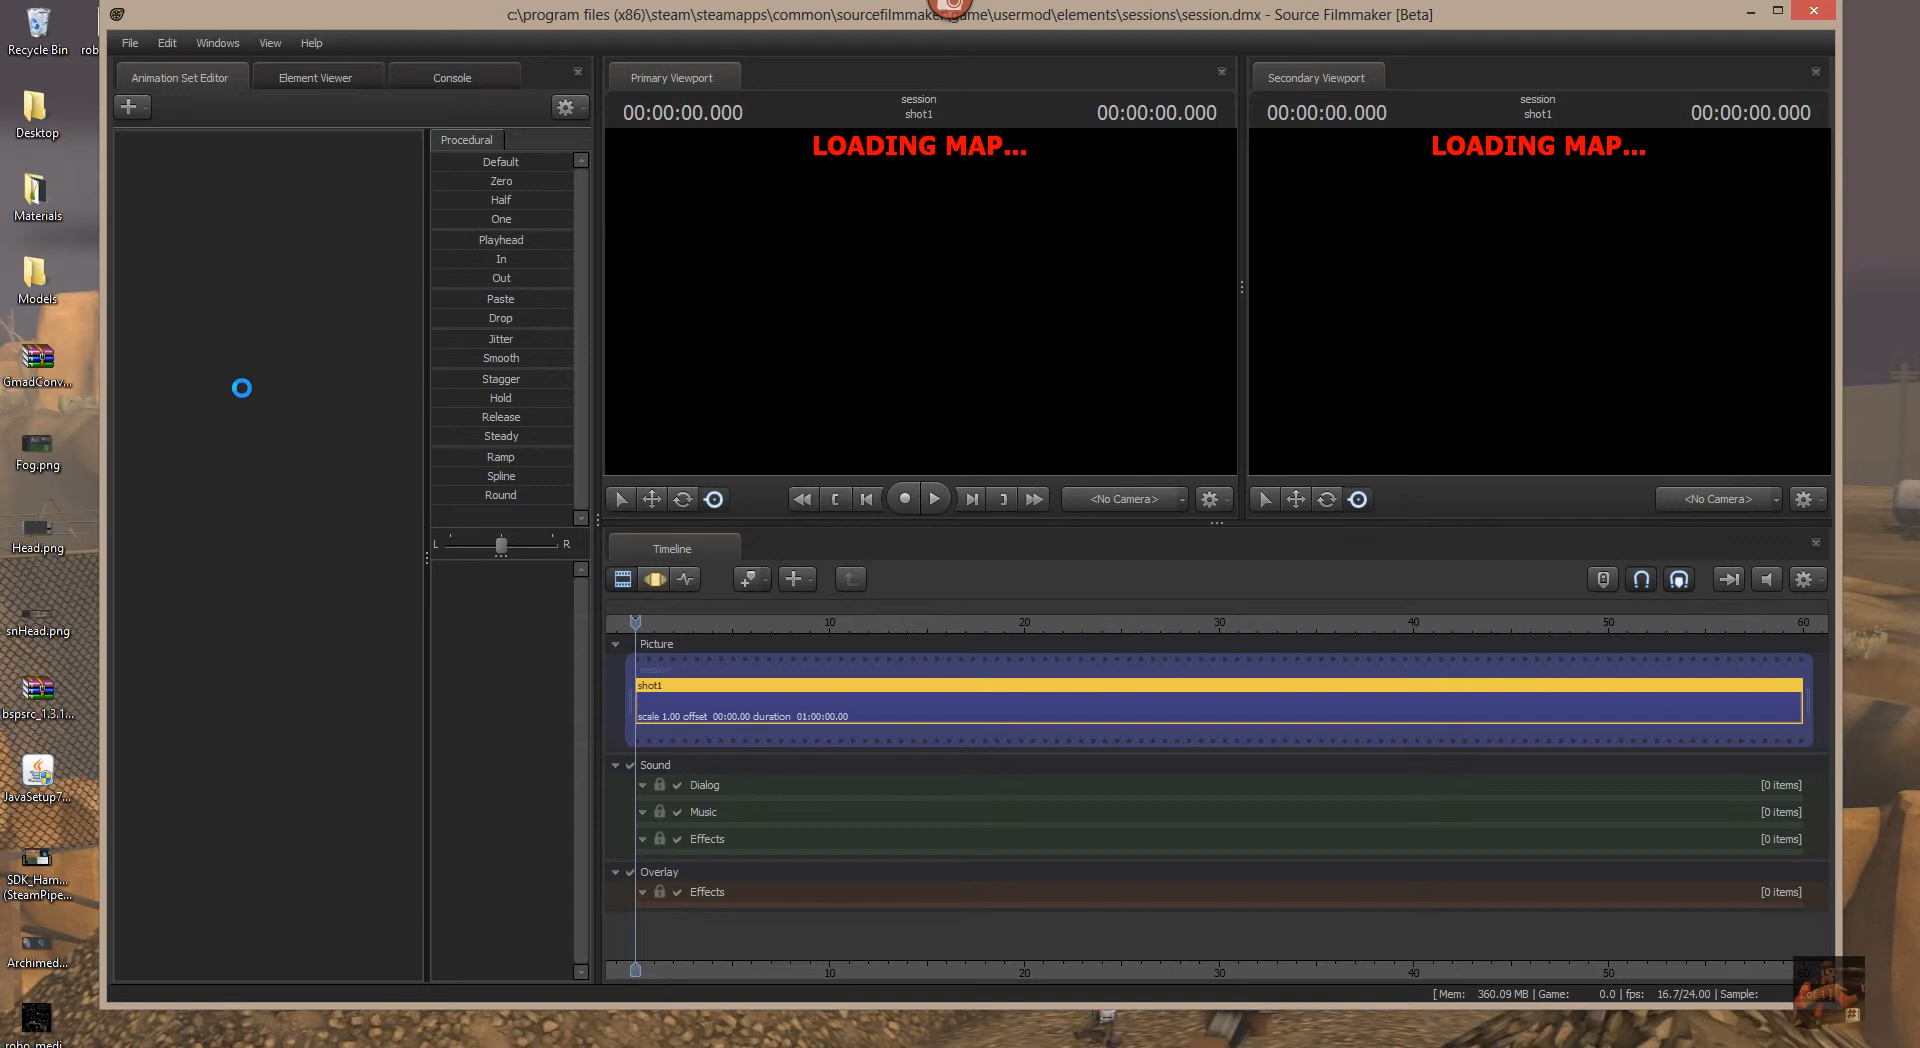 c:\program files (x86)\steam\steamapps\common\sourcefilmmaker\game\usermod\elements\sessions\session.dmx - Source Filmmaker [Beta]
Recycle Bin
rob
File Edit Windows View Help
Animation Set Editor Element Viewer Console
Primary Viewport
Secondary Viewport
00:00:00.000
session
shot1
00:00:00.000
00:00:00.000
session
shot1
00:00:00.000
LOADING MAP...
LOADING MAP...
Desktop
Materials
Models
GmadConv...
Fog.png
Head.png
snHead.png
bspsrc_1.3.1...
JavaSetup7...
SDK_Ham...
(SteamPipe...
Archimed...
robo_medi
Procedural
Default
Zero
Half
One
Playhead
In
Out
Paste
Drop
Jitter
Smooth
Stagger
Hold
Release
Steady
Ramp
Spline
Round
L R
<No Camera>
<No Camera>
Timeline
10 20 30 40 50 60
Picture
session
shot1
scale 1.00 offset 00:00.00 duration 01:00:00.00
Sound
Dialog [0 items]
Music [0 items]
Effects [0 items]
Overlay
Effects [0 items]
10 20 30 40 50 60
[ Mem: 360.09 MB | Game: 0.0 | fps: 16.7/24.00 | Sample: 1 of 1 ]